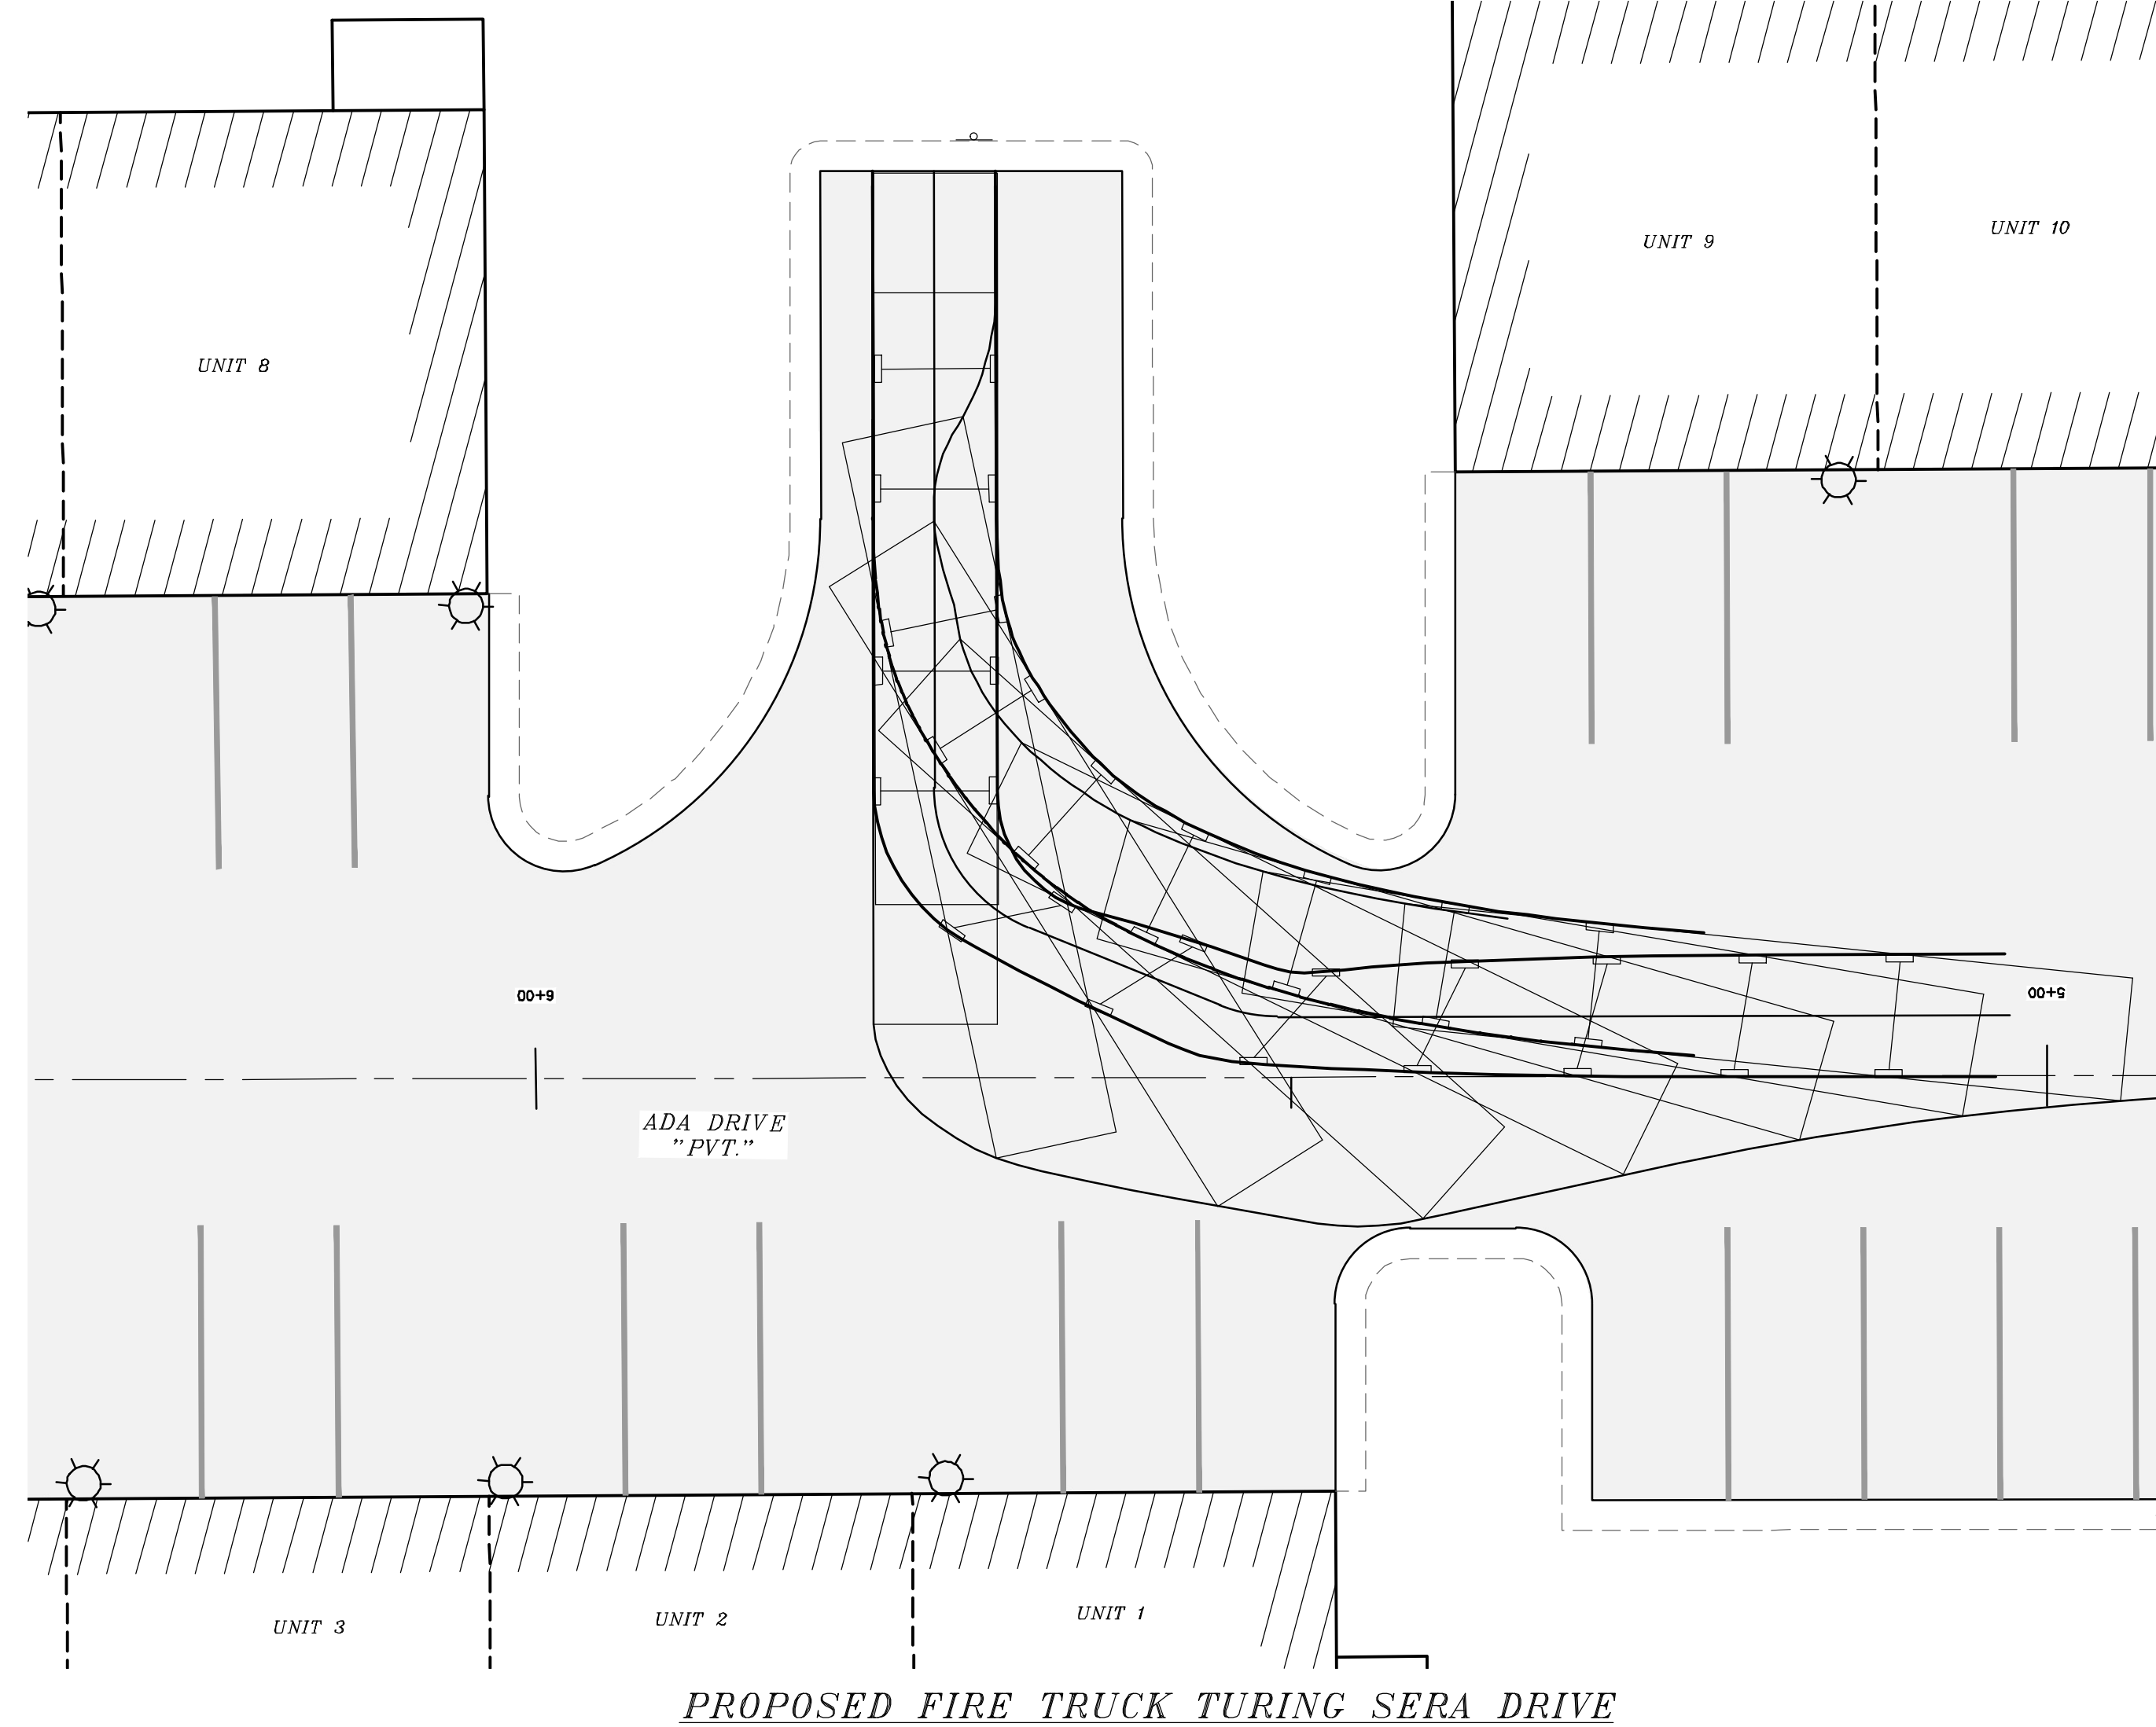 UNIT 10
UNIT 9
UNIT 8
6+00
5+00
ADA DRIVE
"PVT."
UNIT 3
UNIT 2
UNIT 1
PROPOSED FIRE TRUCK TURING SERA DRIVE